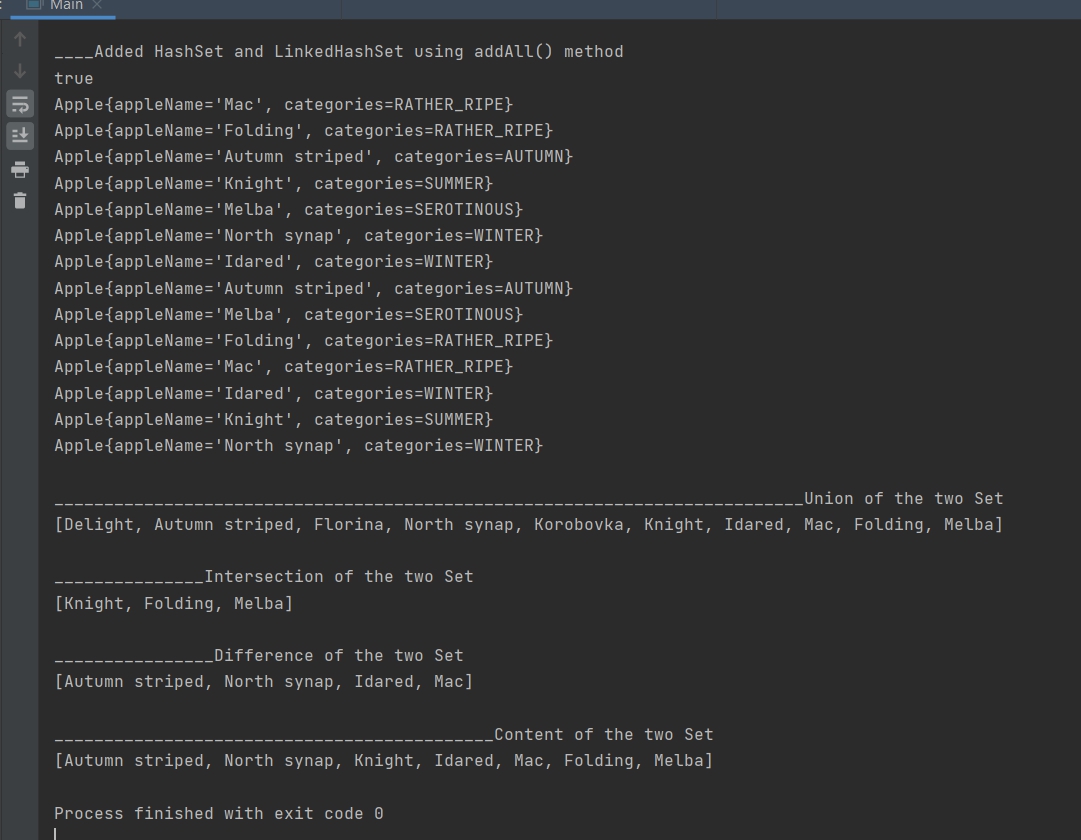 Main
____Added HashSet and LinkedHashSet using addAll() method
true
Apple{appleName='Mac', categories=RATHER_RIPE}
Apple{appleName='Folding', categories=RATHER_RIPE}
Apple{appleName='Autumn striped', categories=AUTUMN}
Apple{appleName='Knight', categories=SUMMER}
Apple{appleName='Melba', categories=SEROTINOUS}
Apple{appleName='North synap', categories=WINTER}
Apple{appleName='Idared', categories=WINTER}
Apple{appleName='Autumn striped', categories=AUTUMN}
Apple{appleName='Melba', categories=SEROTINOUS}
Apple{appleName='Folding', categories=RATHER_RIPE}
Apple{appleName='Mac', categories=RATHER_RIPE}
Apple{appleName='Idared', categories=WINTER}
Apple{appleName='Knight', categories=SUMMER}
Apple{appleName='North synap', categories=WINTER}
___________________________________________________________________________Union of the two Set
[Delight, Autumn striped, Florina, North synap, Korobovka, Knight, Idared, Mac, Folding, Melba]
_______________Intersection of the two Set
[Knight, Folding, Melba]
________________Difference of the two Set
[Autumn striped, North synap, Idared, Mac]
____________________________________________Content of the two Set
[Autumn striped, North synap, Knight, Idared, Mac, Folding, Melba]
Process finished with exit code 0